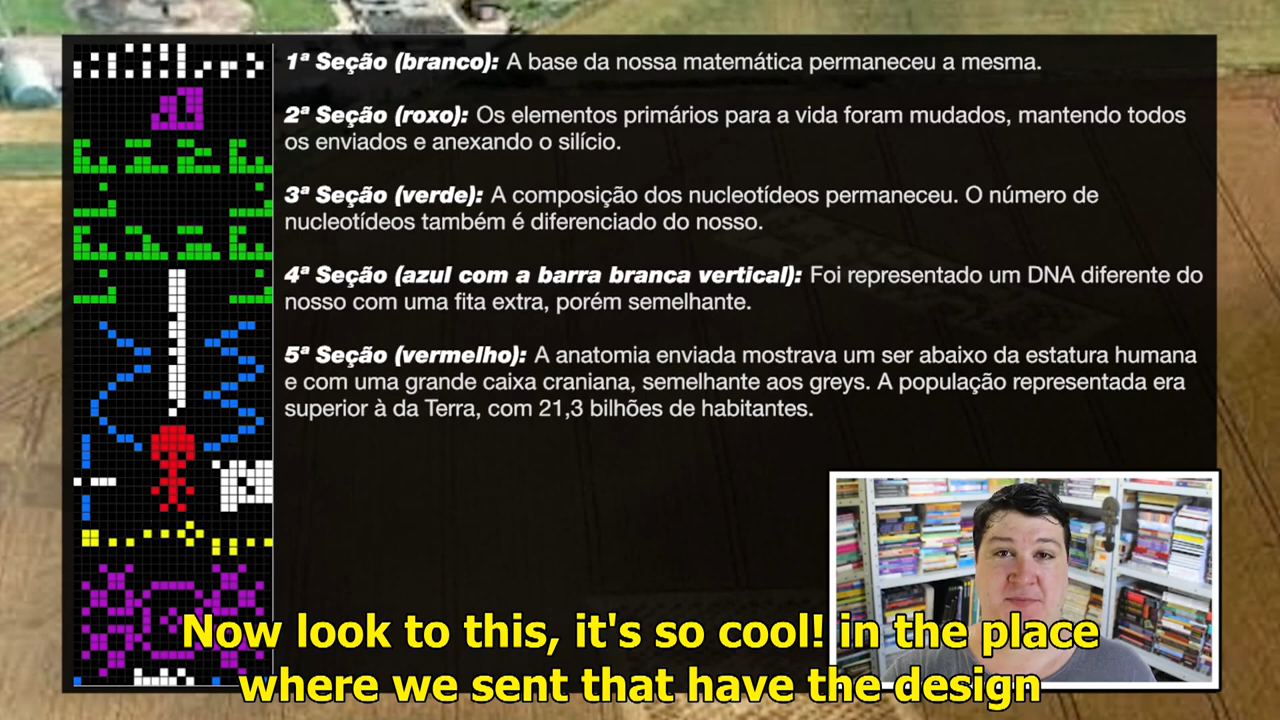 1ª Seção (branco): A base da nossa matemática permaneceu a mesma.
2ª Seção (roxo): Os elementos primários para a vida foram mudados, mantendo todos
os enviados e anexando o silício.
3ª Seção (verde): A composição dos nucleotídeos permaneceu. O número de
nucleotídeos também é diferenciado do nosso.
4ª Seção (azul com a barra branca vertical): Foi representado um DNA diferente do
nosso com uma fita extra, porém semelhante.
5ª Seção (vermelho): A anatomia enviada mostrava um ser abaixo da estatura humana
e com uma grande caixa craniana, semelhante aos greys. A população representada era
superior à da Terra, com 21,3 bilhões de habitantes.
Now look to this, it's so cool! in the place
where we sent that have the design